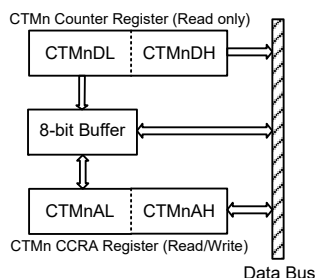 CTMn Counter Register (Read only)
CTMnDL CTMnDH
8-bit Buffer
CTMnAL CTMnAH
CTMn CCRA Register (Read/Write)
Data Bus